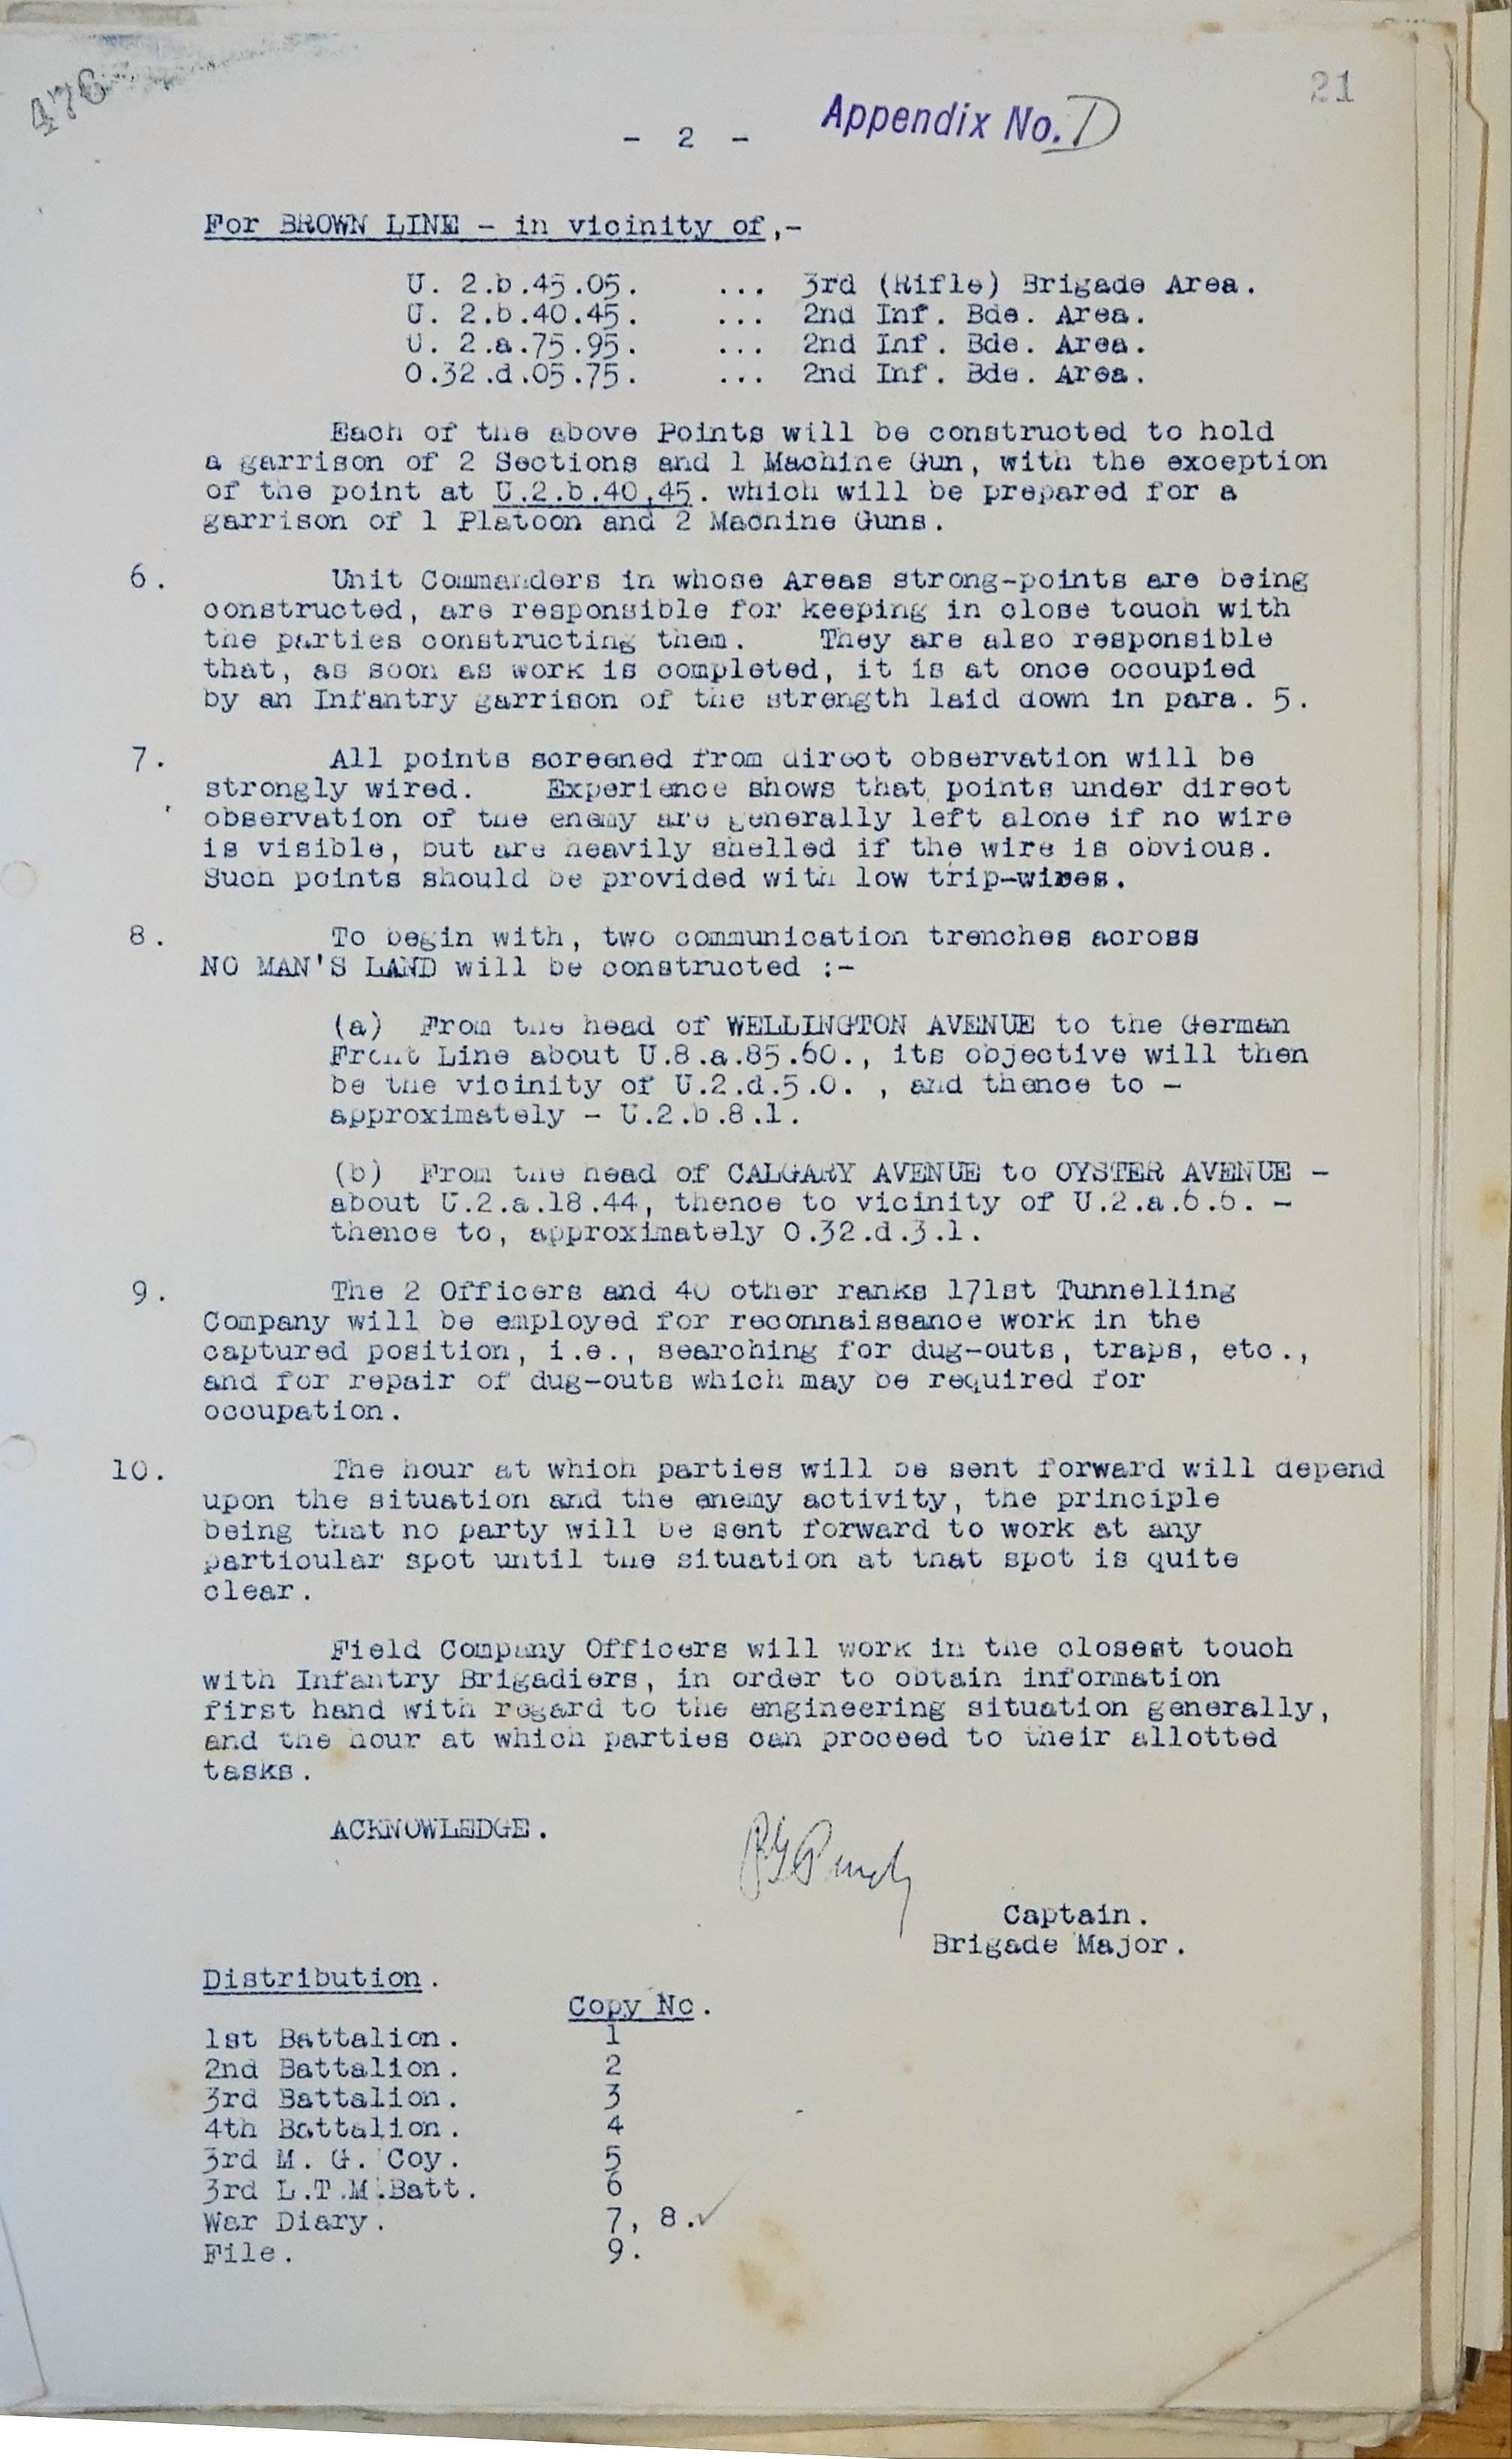 476
21
- 2 -
Appendix No. D
For BROWN LINE - in vicinity of,-
U. 2.b.45.05. ... 3rd (Rifle) Brigade Area.
U. 2.b.40.45. ... 2nd Inf. Bde. Area.
U. 2.a.75.95. ... 2nd Inf. Bde. Area.
O.32.d.05.75. ... 2nd Inf. Bde. Area.
Each of the above Points will be constructed to hold
a garrison of 2 Sections and 1 Machine Gun, with the exception
of the point at U.2.b.40.45. which will be prepared for a
garrison of 1 Platoon and 2 Machine Guns.
6. Unit Commanders in whose Areas strong-points are being
constructed, are responsible for keeping in close touch with
the parties constructing them. They are also responsible
that, as soon as work is completed, it is at once occupied
by an Infantry garrison of the strength laid down in para. 5.
7. All points screened from direct observation will be
strongly wired. Experience shows that points under direct
observation of the enemy are generally left alone if no wire
is visible, but are heavily shelled if the wire is obvious.
Such points should be provided with low trip-wires.
8. To begin with, two communication trenches across
NO MAN'S LAND will be constructed :-
(a) From the head of WELLINGTON AVENUE to the German
Front Line about U.8.a.85.60., its objective will then
be the vicinity of U.2.d.5.0. , and thence to -
approximately - U.2.b.8.1.
(b) From the head of CALGARY AVENUE to OYSTER AVENUE -
about U.2.a.18.44, thence to vicinity of U.2.a.6.6. -
thence to, approximately O.32.d.3.1.
9. The 2 Officers and 40 other ranks 171st Tunnelling
Company will be employed for reconnaissance work in the
captured position, i.e., searching for dug-outs, traps, etc.,
and for repair of dug-outs which may be required for
occupation.
10. The hour at which parties will be sent forward will depend
upon the situation and the enemy activity, the principle
being that no party will be sent forward to work at any
particular spot until the situation at that spot is quite
clear.
Field Company Officers will work in the closest touch
with Infantry Brigadiers, in order to obtain information
first hand with regard to the engineering situation generally,
and the hour at which parties can proceed to their allotted
tasks.
ACKNOWLEDGE.
Captain.
Brigade Major.
Distribution.
Copy No.
1st Battalion. 1
2nd Battalion. 2
3rd Battalion. 3
4th Battalion. 4
3rd M. G. Coy. 5
3rd L.T.M.Batt. 6
War Diary. 7, 8.✓
File. 9.